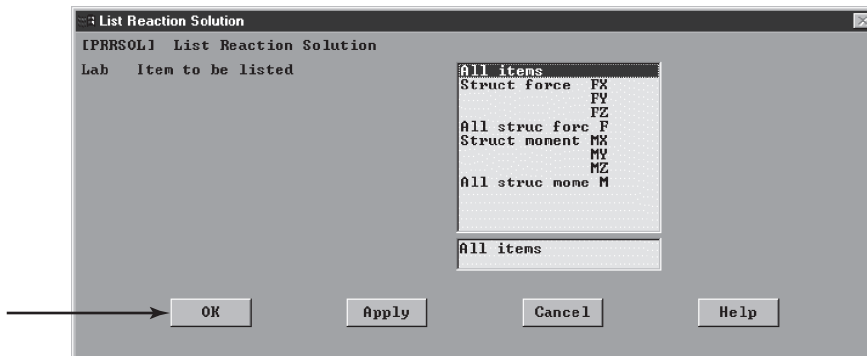 List Reaction Solution
[PRRSOL] List Reaction Solution
Lab Item to be listed
All items
Struct force FX
FY
FZ
All struc forc F
Struct moment MX
MY
MZ
All struc mome M
All items
OK Apply Cancel Help